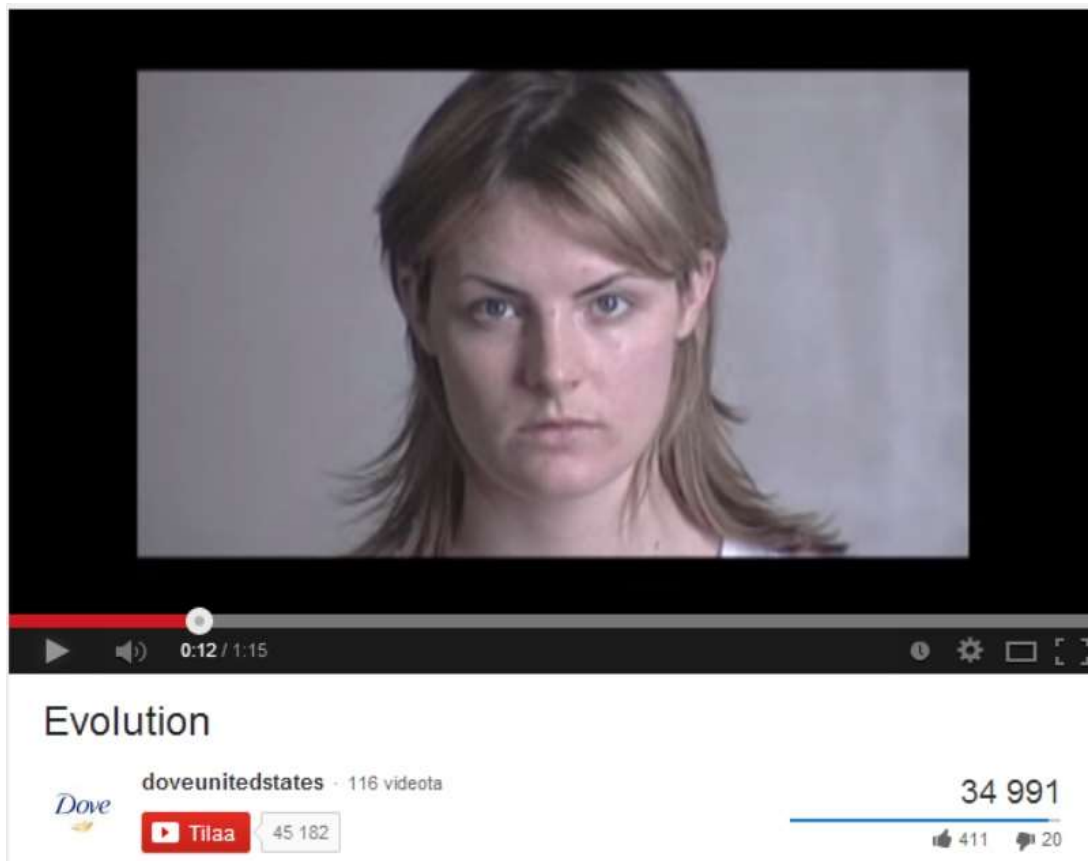 0:12 / 1:15
Evolution
doveunitedstates · 116 videota
34 991
Dove
Tilaa 45 182
411 20